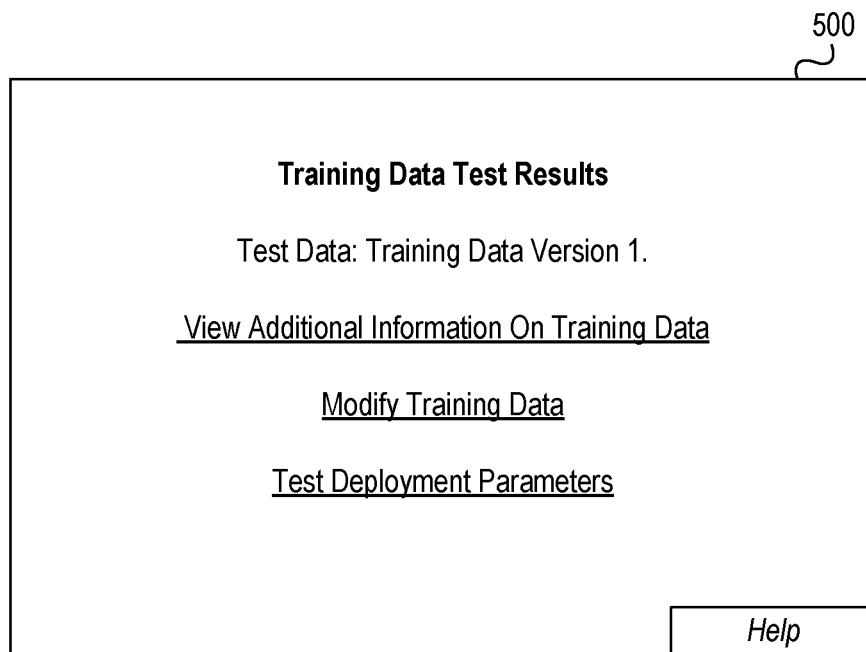 500
Training Data Test Results
Test Data: Training Data Version 1.
View Additional Information On Training Data
Modify Training Data
Test Deployment Parameters
Help